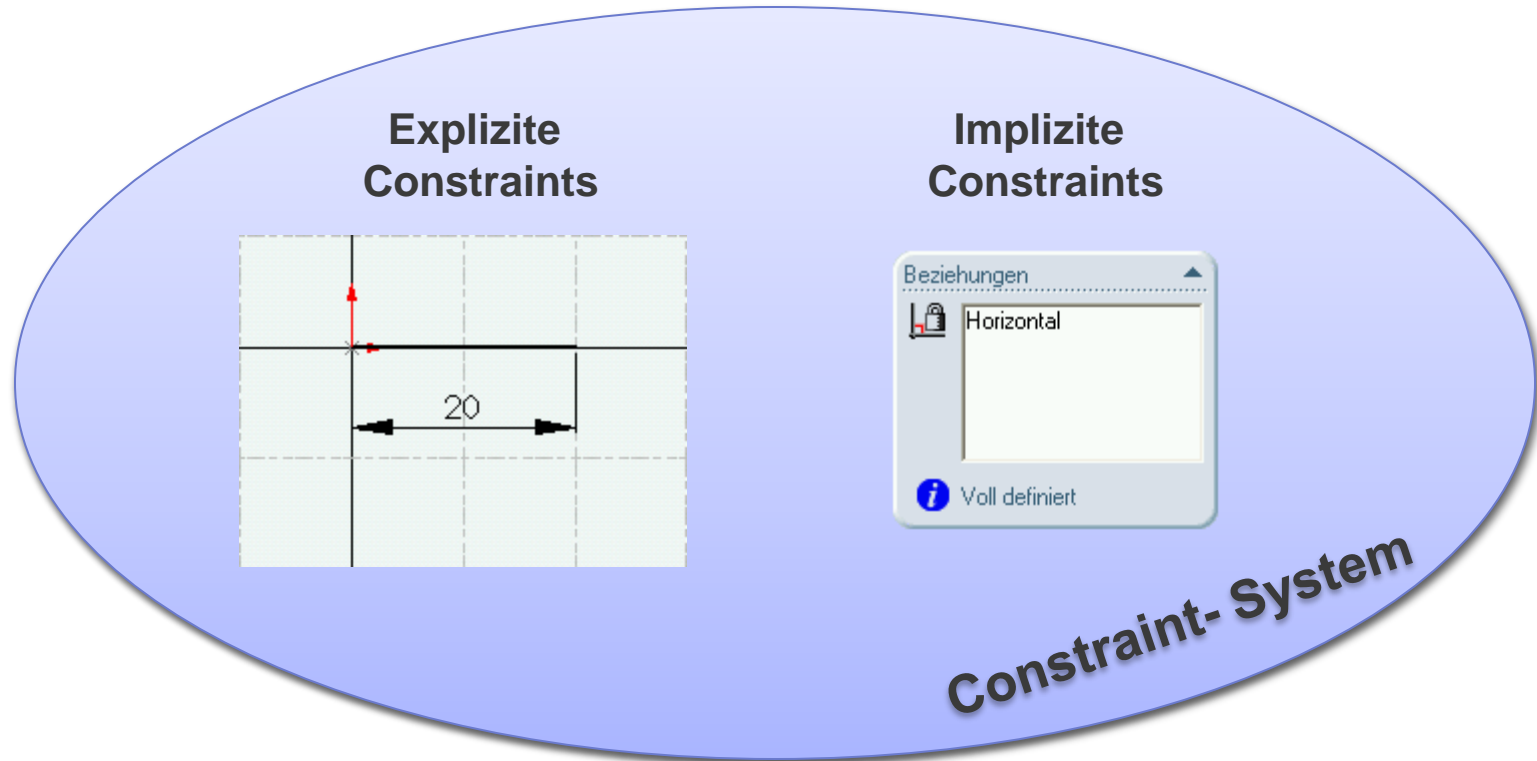 Explizite
Constraints
Implizite
Constraints
20
Beziehungen
Horizontal
i Voll definiert
Constraint- System